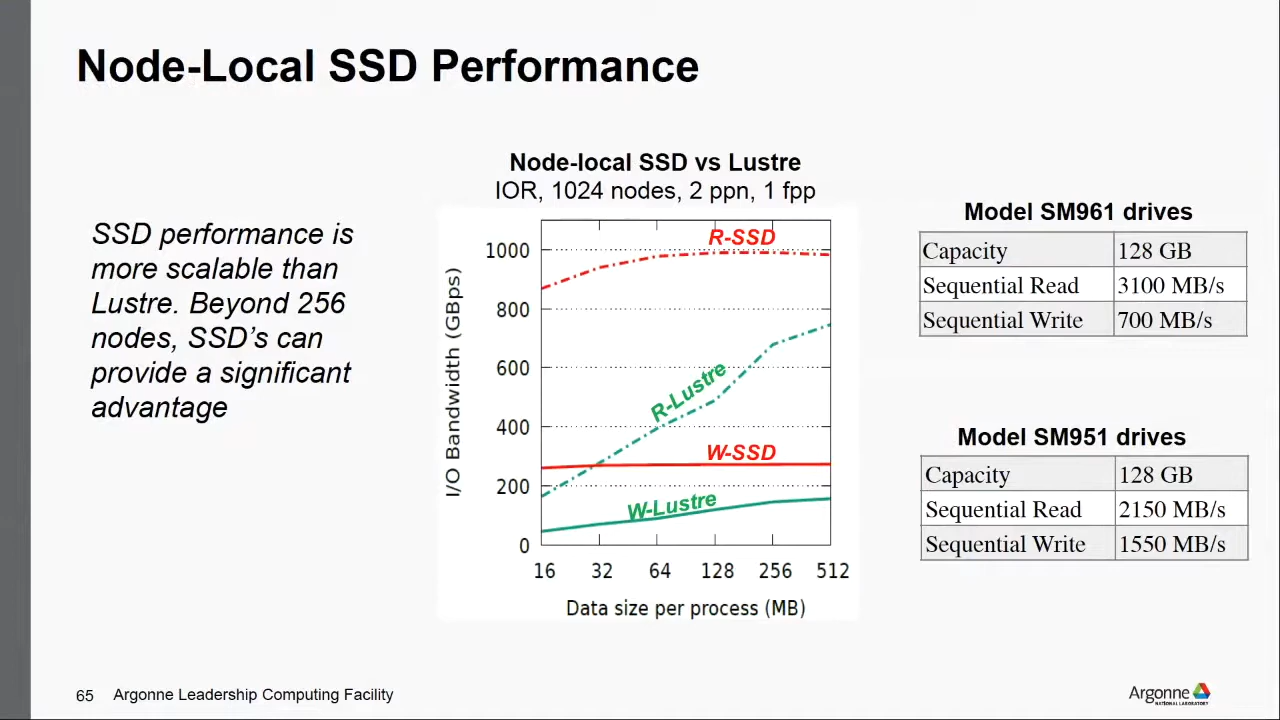 Node-Local SSD Performance
SSD performance is
more scalable than
Lustre. Beyond 256
nodes, SSD's can
provide a significant
advantage
Node-local SSD vs Lustre
IOR, 1024 nodes, 2 ppn, 1 fpp
I/O Bandwidth (GBps)
1000
800
600
400
200
0
R-SSD
R-Lustre
W-SSD
W-Lustre
16 32 64 128 256 512
Data size per process (MB)
Model SM961 drives
Capacity 128 GB
Sequential Read 3100 MB/s
Sequential Write 700 MB/s
Model SM951 drives
Capacity 128 GB
Sequential Read 2150 MB/s
Sequential Write 1550 MB/s
65 Argonne Leadership Computing Facility
Argonne
NATIONAL LABORATORY